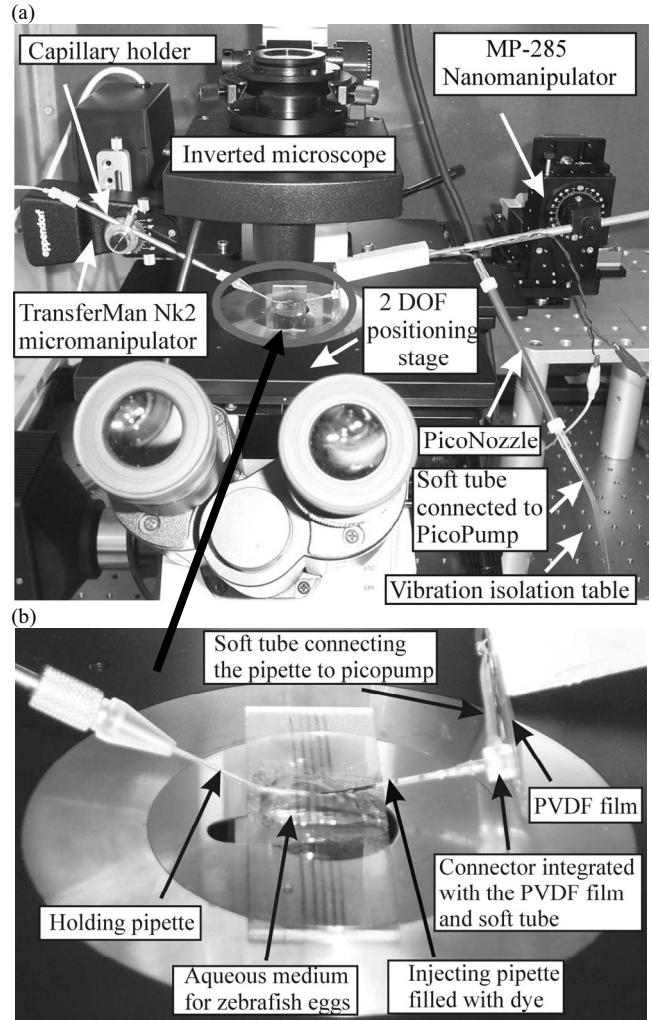 (a)
Capillary holder
MP-285
Nanomanipulator
Inverted microscope
eppendorf
TransferMan Nk2
micromanipulator
2 DOF
positioning
stage
PicoNozzle
Soft tube
connected to
PicoPump
Vibration isolation table
(b)
Soft tube connecting
the pipette to picopump
PVDF film
Connector integrated
with the PVDF film
and soft tube
Holding pipette
Aqueous medium
for zebrafish eggs
Injecting pipette
filled with dye